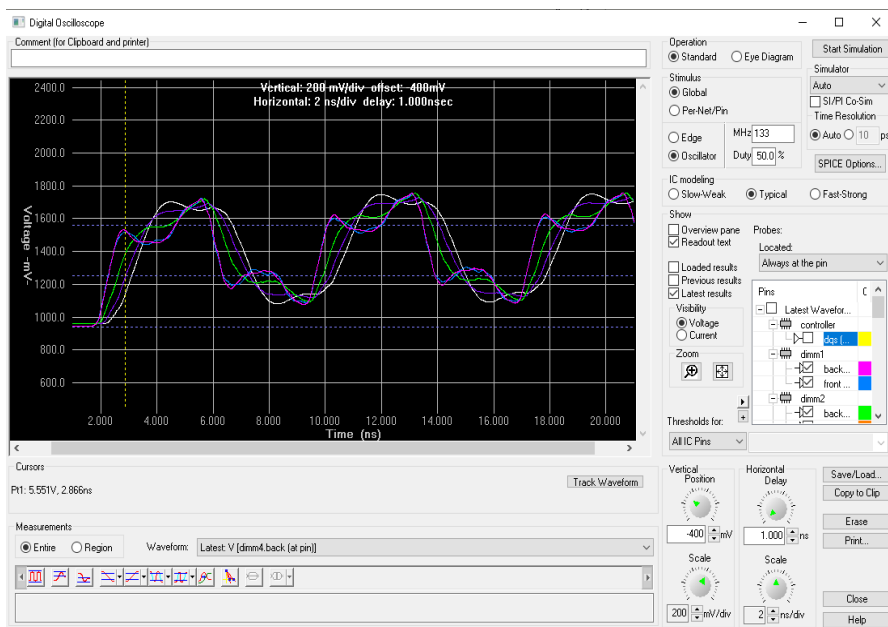 Digital Oscilloscope
Comment (for Clipboard and printer)
Vertical: 200 mV/div offset: -400mV
Horizontal: 2 ns/div delay: 1.000nsec
2400.0
2200.0
2000.0
1800.0
1600.0
1400.0
1200.0
1000.0
800.0
600.0
Voltage -mV-
2.000 4.000 6.000 8.000 10.000 12.000 14.000 16.000 18.000 20.000
Time (ns)
Cursors
Pt1: 5.551V, 2.866ns
Track Waveform
Measurements
Entire Region Waveform: Latest: V [dimm4.back (at pin)]
Operation
Standard Eye Diagram
Stimulus
Global
Per-Net/Pin
Edge MHz 133
Oscillator Duty 50.0 %
Start Simulation
Simulator
Auto
SI/PI Co-Sim
Time Resolution
Auto 10 ps
SPICE Options...
IC modeling
Slow-Weak Typical Fast-Strong
Show
Overview pane
Readout text
Loaded results
Previous results
Latest results
Visibility
Voltage
Current
Zoom
Thresholds for:
All IC Pins
Probes:
Located:
Always at the pin
Pins C
Latest Wavefor...
controller
dqs (...
dimm1
back...
front ...
dimm2
back...
Vertical
Position
-400 mV
Scale
200 mV/div
Horizontal
Delay
1.000 ns
Scale
2 ns/div
Save/Load...
Copy to Clip
Erase
Print...
Close
Help